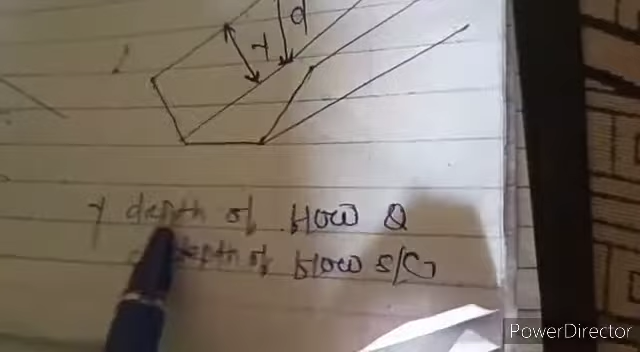 y
d
y depth of flow &
depth of flow S/G
PowerDirector